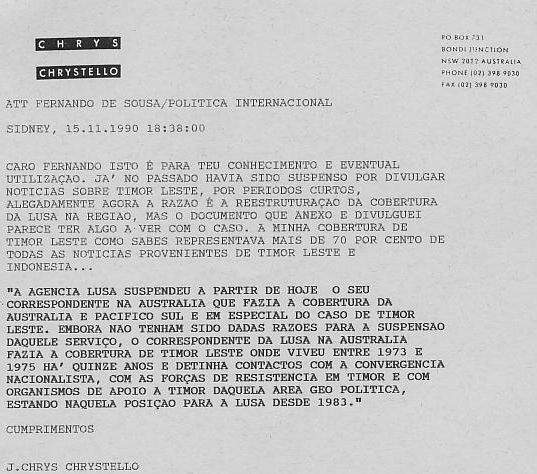 CHRYS
CHRYSTELLO
PO BOX 731
BONDI JUNCTION
NSW 2022 AUSTRALIA
PHONE (02) 398 9030
FAX (02) 398 9030
ATT FERNANDO DE SOUSA/POLITICA INTERNACIONAL
SIDNEY, 15.11.1990 18:38:00
CARO FERNANDO ISTO É PARA TEU CONHECIMENTO E EVENTUAL
UTILIZAÇAO. JA' NO PASSADO HAVIA SIDO SUSPENSO POR DIVULGAR
NOTICIAS SOBRE TIMOR LESTE, POR PERIODOS CURTOS,
ALEGADAMENTE AGORA A RAZAO É A REESTRUTURAÇAO DA COBERTURA
DA LUSA NA REGIAO, MAS O DOCUMENTO QUE ANEXO E DIVULGUEI
PARECE TER ALGO A VER COM O CASO. A MINHA COBERTURA DE
TIMOR LESTE COMO SABES REPRESENTAVA MAIS DE 70 POR CENTO DE
TODAS AS NOTICIAS PROVENIENTES DE TIMOR LESTE E
INDONESIA...
"A AGENCIA LUSA SUSPENDEU A PARTIR DE HOJE O SEU
CORRESPONDENTE NA AUSTRALIA QUE FAZIA A COBERTURA DA
AUSTRALIA E PACIFICO SUL E EM ESPECIAL DO CASO DE TIMOR
LESTE. EMBORA NAO TENHAM SIDO DADAS RAZOES PARA A SUSPENSAO
DAQUELE SERVIÇO, O CORRESPONDENTE DA LUSA NA AUSTRALIA
FAZIA A COBERTURA DE TIMOR LESTE ONDE VIVEU ENTRE 1973 E
1975 HA' QUINZE ANOS E DETINHA CONTACTOS COM A CONVERGENCIA
NACIONALISTA, COM AS FORÇAS DE RESISTENCIA EM TIMOR E COM
ORGANISMOS DE APOIO A TIMOR DAQUELA AREA GEO POLITICA,
ESTANDO NAQUELA POSIÇAO PARA A LUSA DESDE 1983."
CUMPRIMENTOS
J.CHRYS CHRYSTELLO